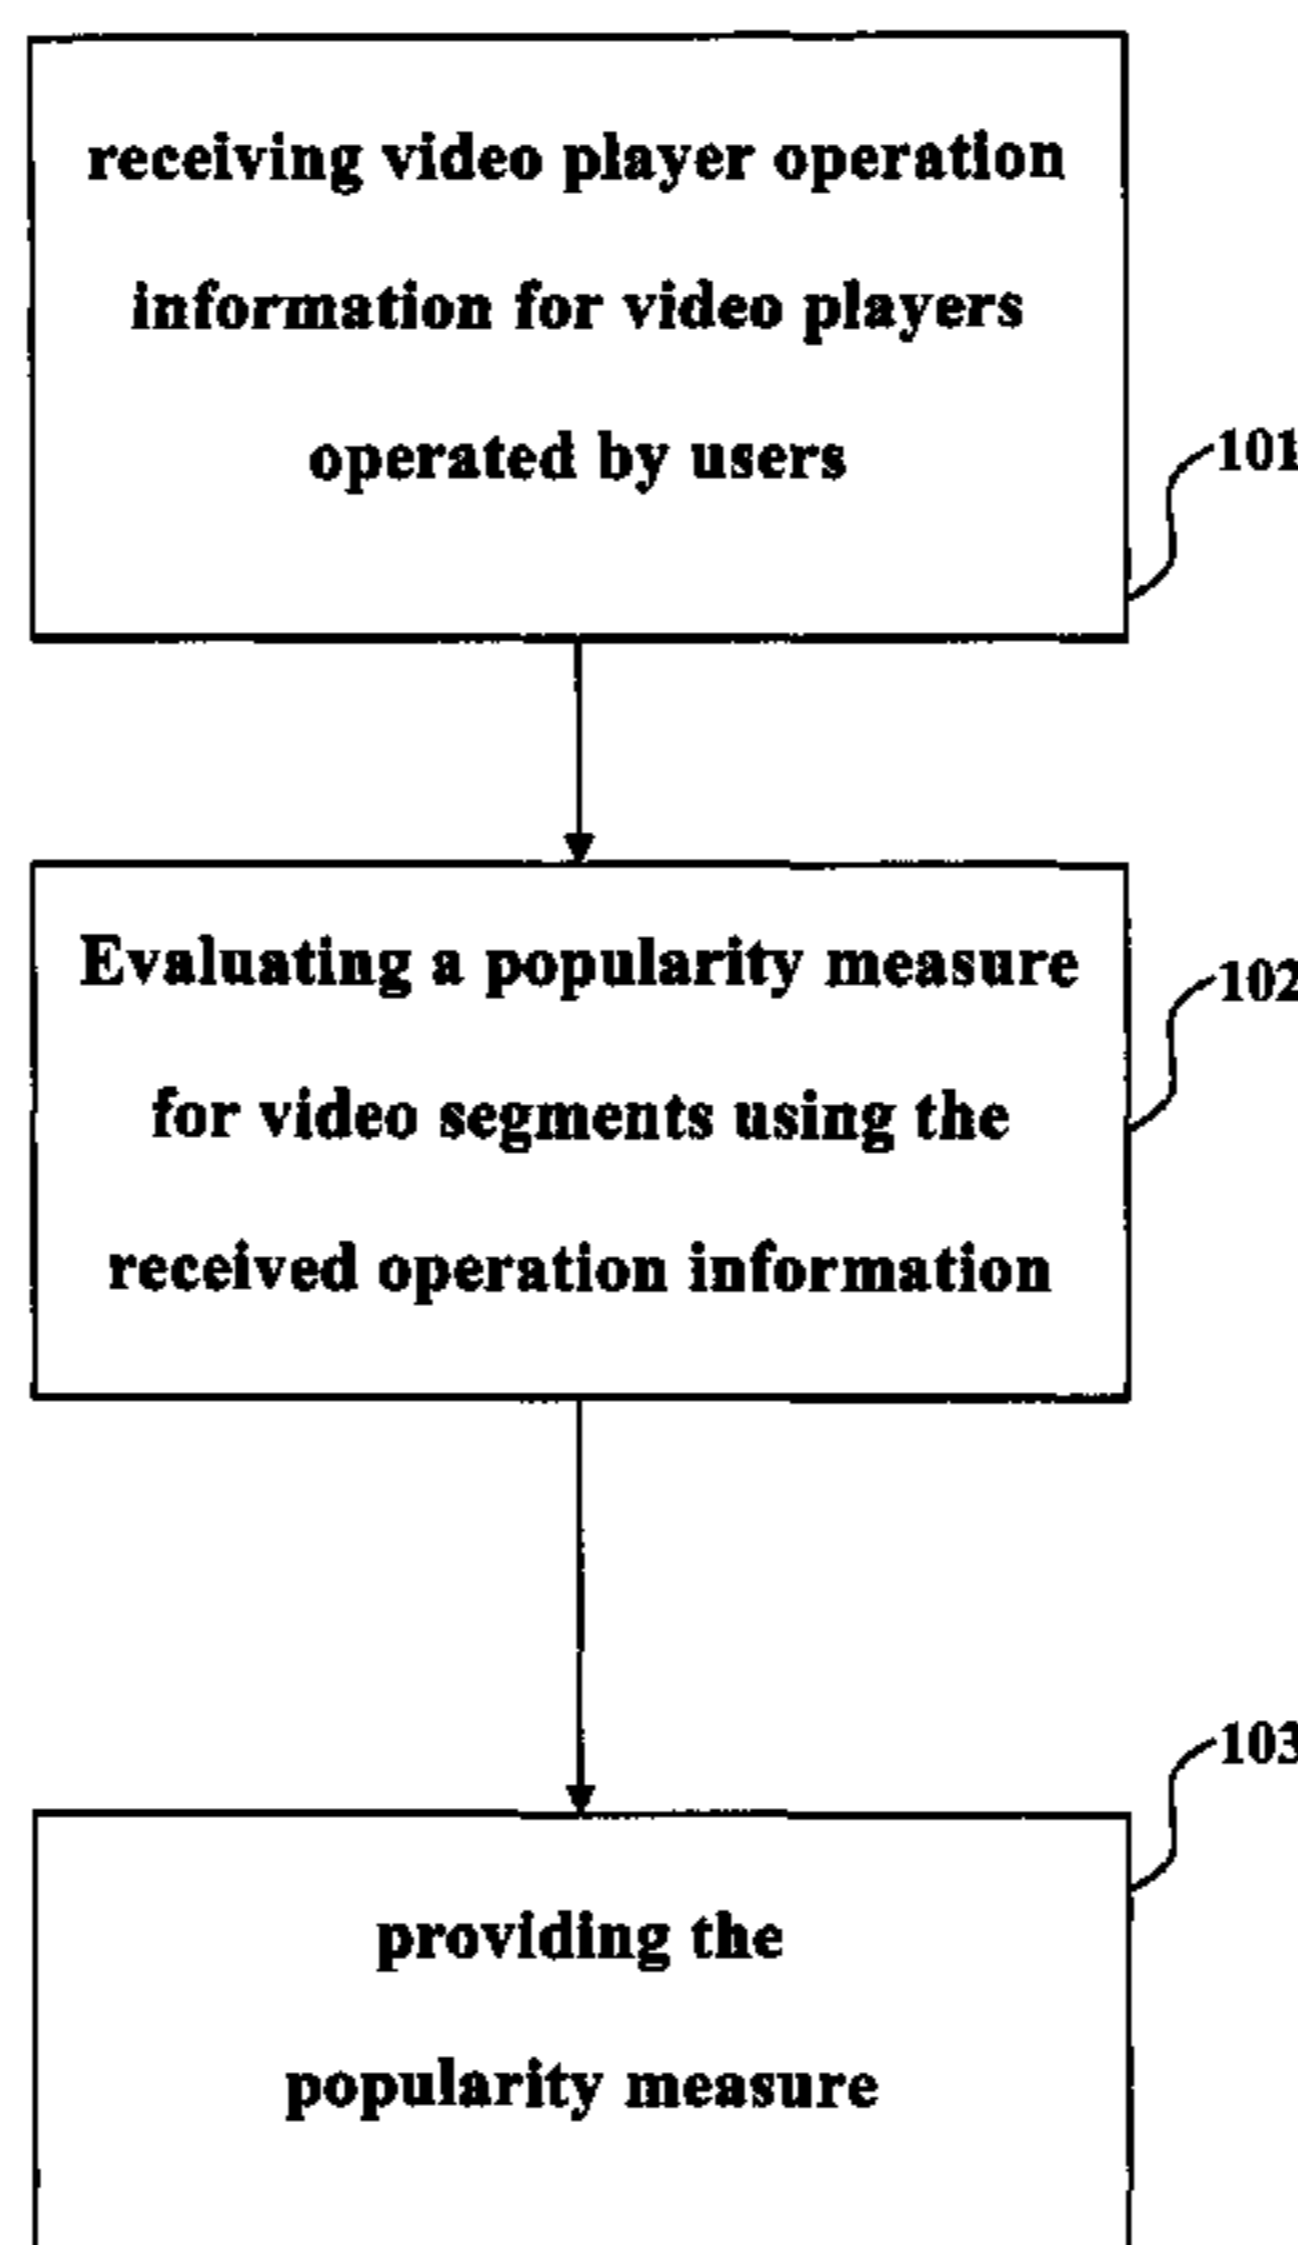 receiving video player operation
information for video players
operated by users
101
Evaluating a popularity measure
for video segments using the
received operation information
102
103
providing the
popularity measure